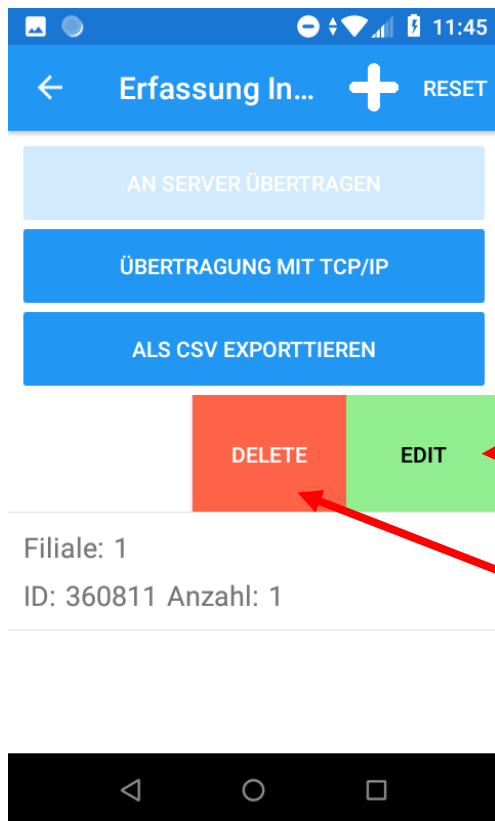 11:45
Erfassung In... RESET
AN SERVER ÜBERTRAGEN
ÜBERTRAGUNG MIT TCP/IP
ALS CSV EXPORTTIEREN
DELETE EDIT
Filiale: 1
ID: 360811 Anzahl: 1